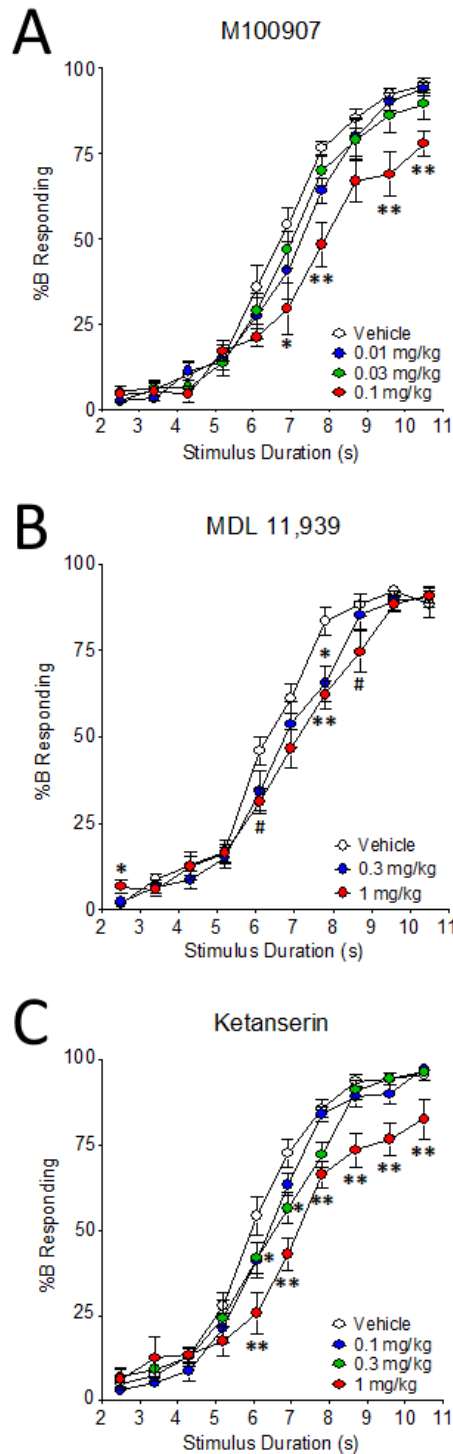 A
M100907
100
75
50
25
0
%B Responding
** 
**
**
*
Vehicle
0.01 mg/kg
0.03 mg/kg
0.1 mg/kg
2 3 4 5 6 7 8 9 10 11
Stimulus Duration (s)
B
MDL 11,939
100
75
50
25
0
%B Responding
*
#
**
#
*
Vehicle
0.3 mg/kg
1 mg/kg
2 3 4 5 6 7 8 9 10 11
Stimulus Duration (s)
C
Ketanserin
100
75
50
25
0
%B Responding
**
**
**
**
*
*
**
**
Vehicle
0.1 mg/kg
0.3 mg/kg
1 mg/kg
2 3 4 5 6 7 8 9 10 11
Stimulus Duration (s)